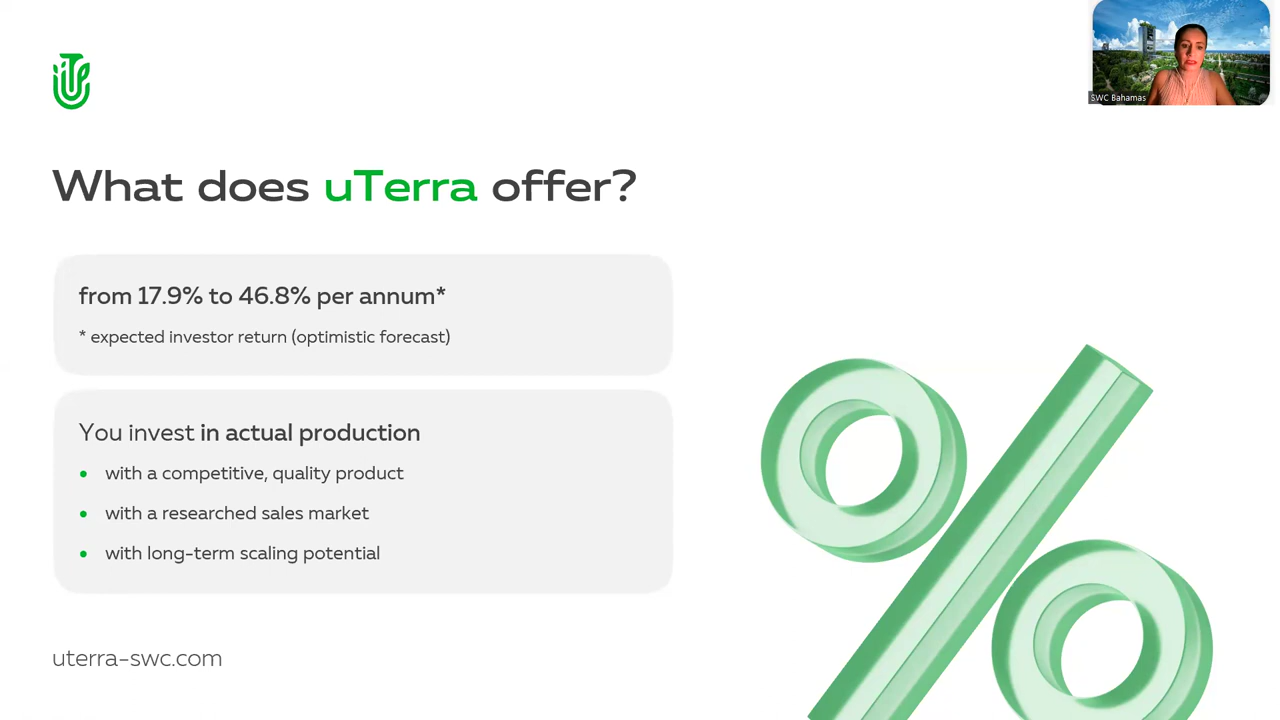 SWC Bahamas
What does uTerra offer?
from 17.9% to 46.8% per annum*
* expected investor return (optimistic forecast)
You invest in actual production
• with a competitive, quality product
• with a researched sales market
• with long-term scaling potential
uterra-swc.com
%